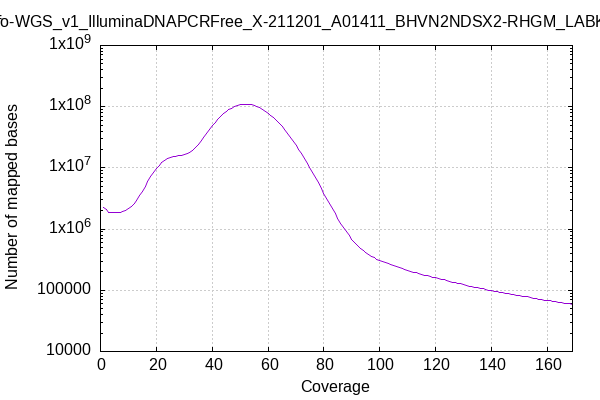 fo-WGS_v1_IlluminaDNAPCRFree_X-211201_A01411_BHVN2NDSX2-RHGM_LABK
1x10⁹
1x10⁸
1x10⁷
1x10⁶
100000
10000
Number of mapped bases
0 20 40 60 80 100 120 140 160
Coverage